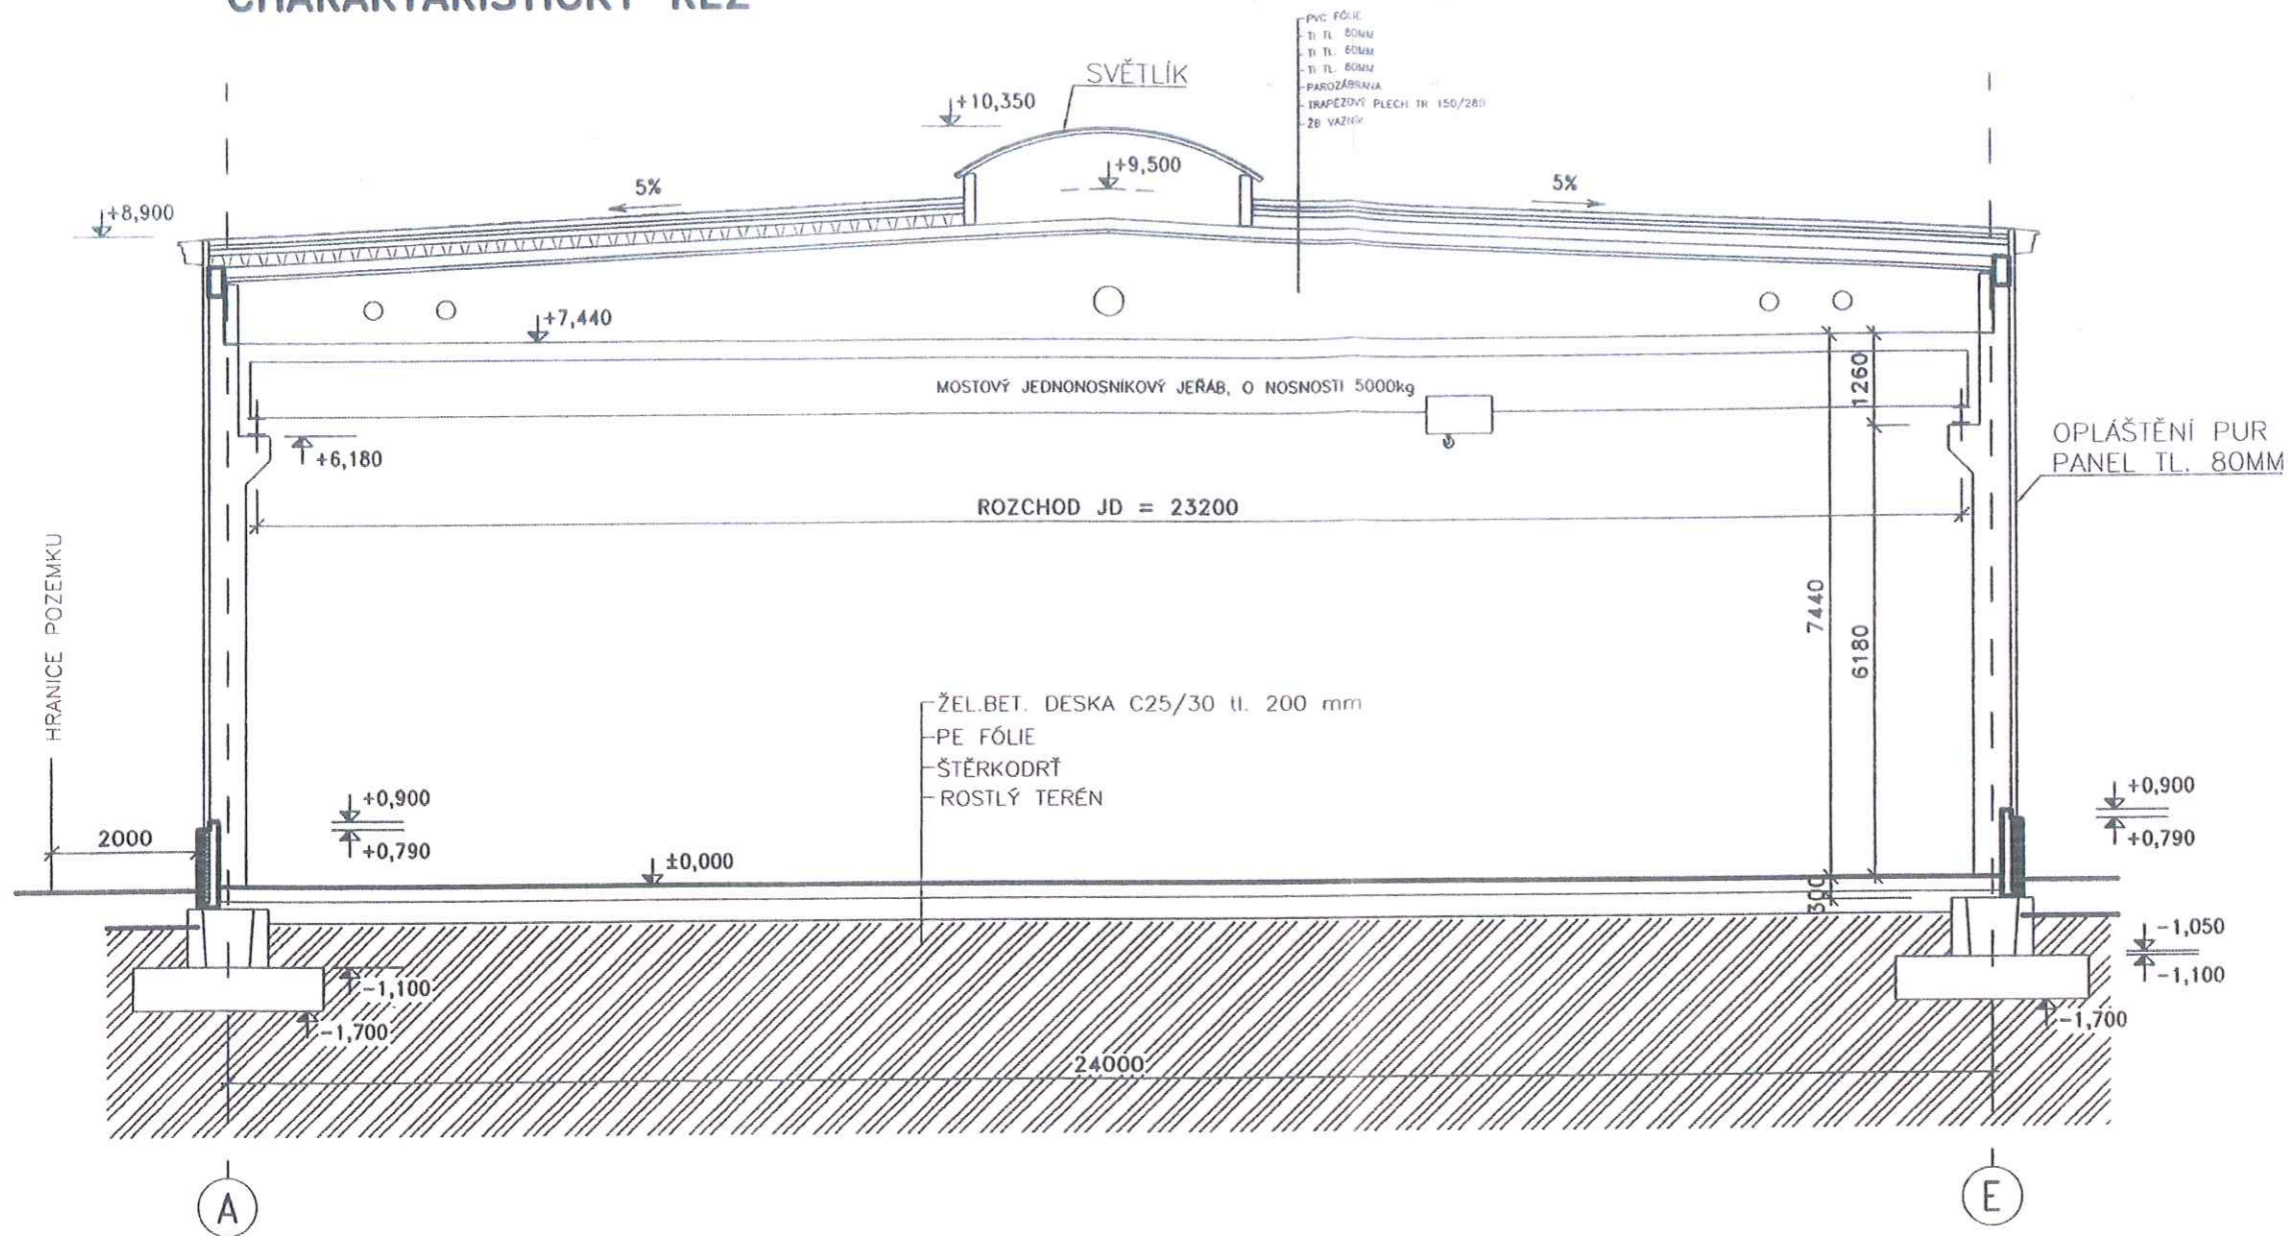 CHARAKTARISTICKÝ ŘEZ
PVC FÓLIE
TI TL. 80MM
TI TL. 60MM
TI TL. 60MM
PAROZÁBRANA
TRAPÉZOVÝ PLECH TR 150/280
ŽB VAZNÍK
SVĚTLÍK
+10,350
+9,500
5%
5%
+8,900
+7,440
1260
MOSTOVÝ JEDNONOSNÍKOVÝ JEŘÁB, O NOSNOSTI 5000kg
OPLÁŠTĚNÍ PUR
PANEL TL. 80MM
+6,180
ROZCHOD JD = 23200
HRANICE POZEMKU
7440
6180
ŽEL.BET. DESKA C25/30 tl. 200 mm
PE FÓLIE
ŠTĚRKODRŤ
ROSTLÝ TERÉN
+0,900
+0,790
+0,900
+0,790
2000
±0,000
300
-1,050
-1,100
-1,100
-1,700
-1,700
24000
A
E